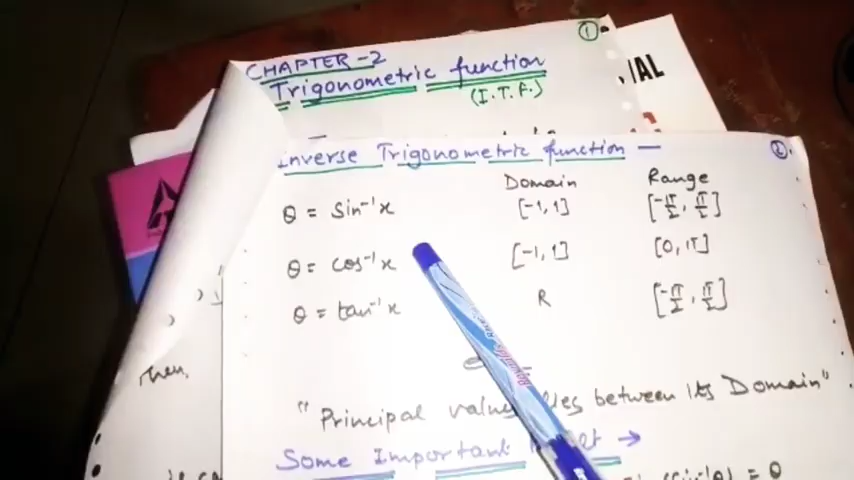 CHAPTER-2
①
Trigonometric function
(I.T.F.)
IAL
Inverse Trigonometric function —
②
Domain Range
θ = sin⁻¹x [-1,1] [-π/2, π/2]
θ = cos⁻¹x [-1,1] [0, π]
θ = tan⁻¹x R [-π/2, π/2]
Then,
"Principal value lies between its Domain"
Some Important →
θ) = θ